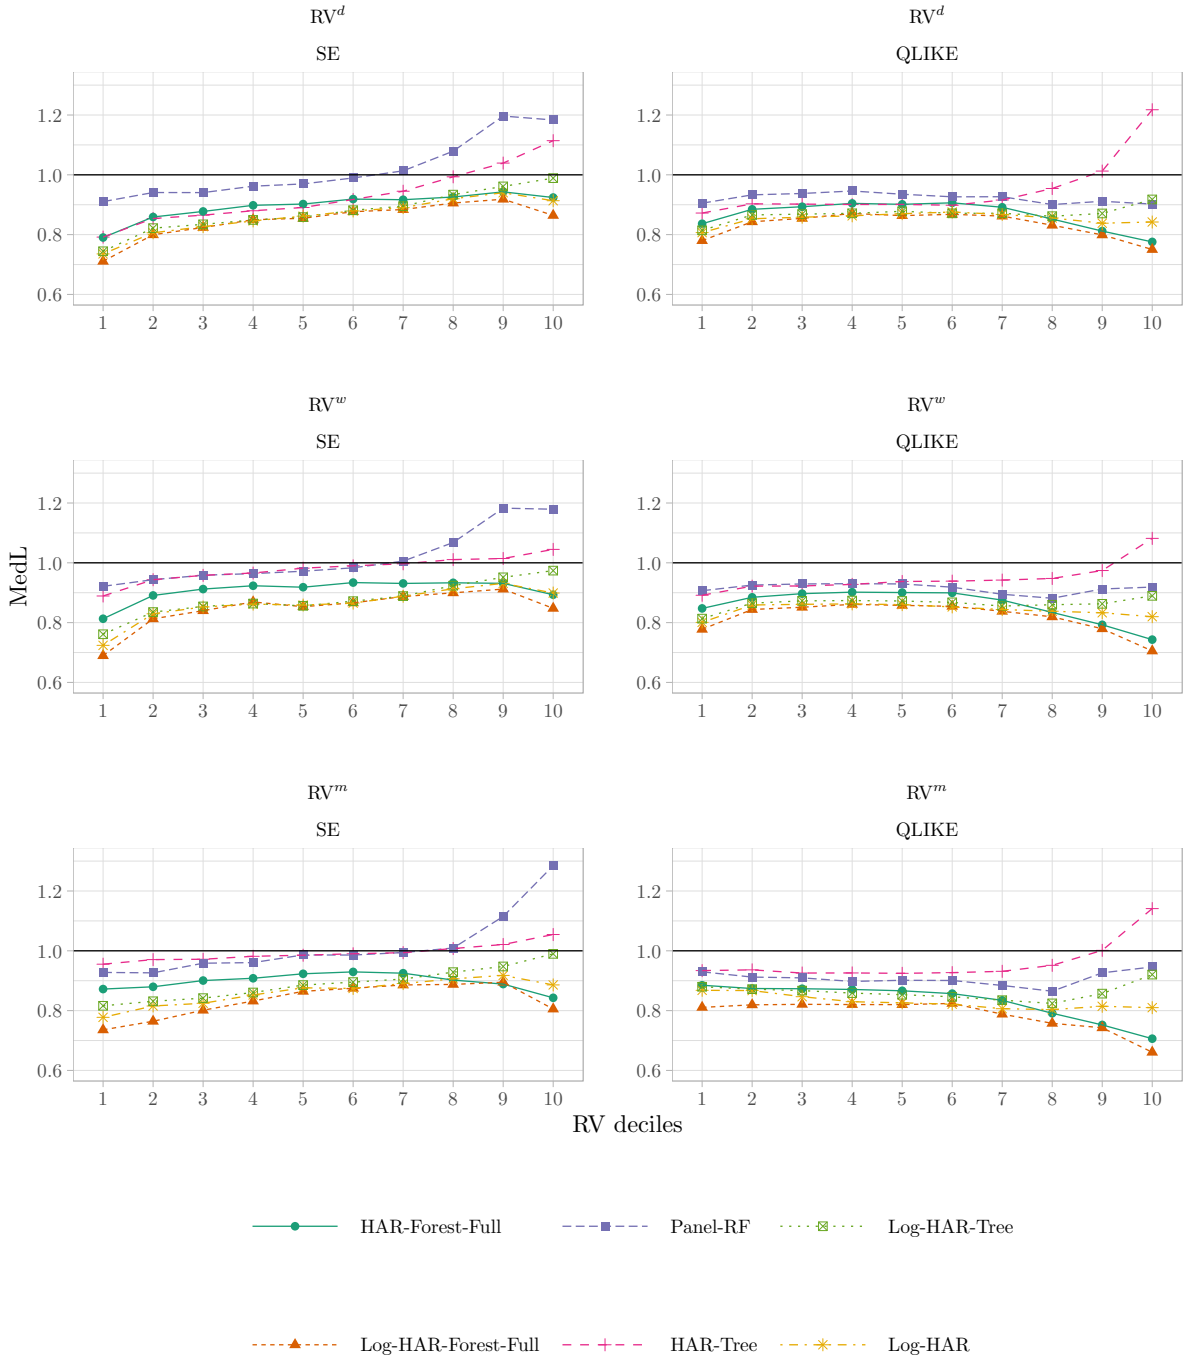 RV^d RV^d
SE QLIKE
1.2 1.2
1.0 1.0
0.8 0.8
0.6 0.6
1 2 3 4 5 6 7 8 9 10 1 2 3 4 5 6 7 8 9 10
RV^w RV^w
SE QLIKE
1.2 1.2
1.0 1.0
0.8 0.8
0.6 0.6
1 2 3 4 5 6 7 8 9 10 1 2 3 4 5 6 7 8 9 10
MedL
RV^m RV^m
SE QLIKE
1.2 1.2
1.0 1.0
0.8 0.8
0.6 0.6
1 2 3 4 5 6 7 8 9 10 1 2 3 4 5 6 7 8 9 10
RV deciles
HAR-Forest-Full Panel-RF Log-HAR-Tree
Log-HAR-Forest-Full HAR-Tree Log-HAR